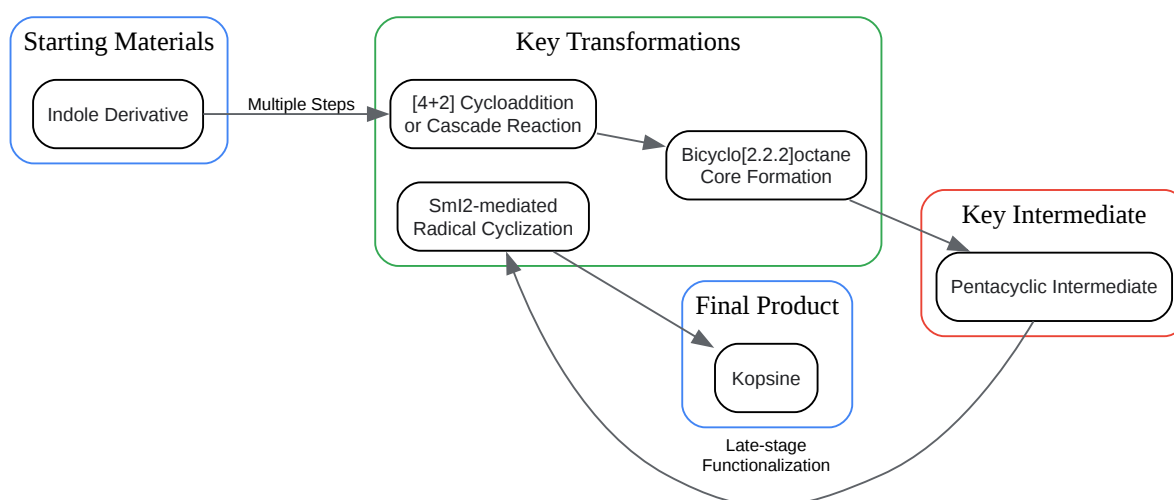 Starting Materials
Indole Derivative
Multiple Steps
Key Transformations
[4+2] Cycloaddition
or Cascade Reaction
Bicyclo[2.2.2]octane
Core Formation
SmI2-mediated
Radical Cyclization
Key Intermediate
Pentacyclic Intermediate
Final Product
Kopsine
Late-stage
Functionalization